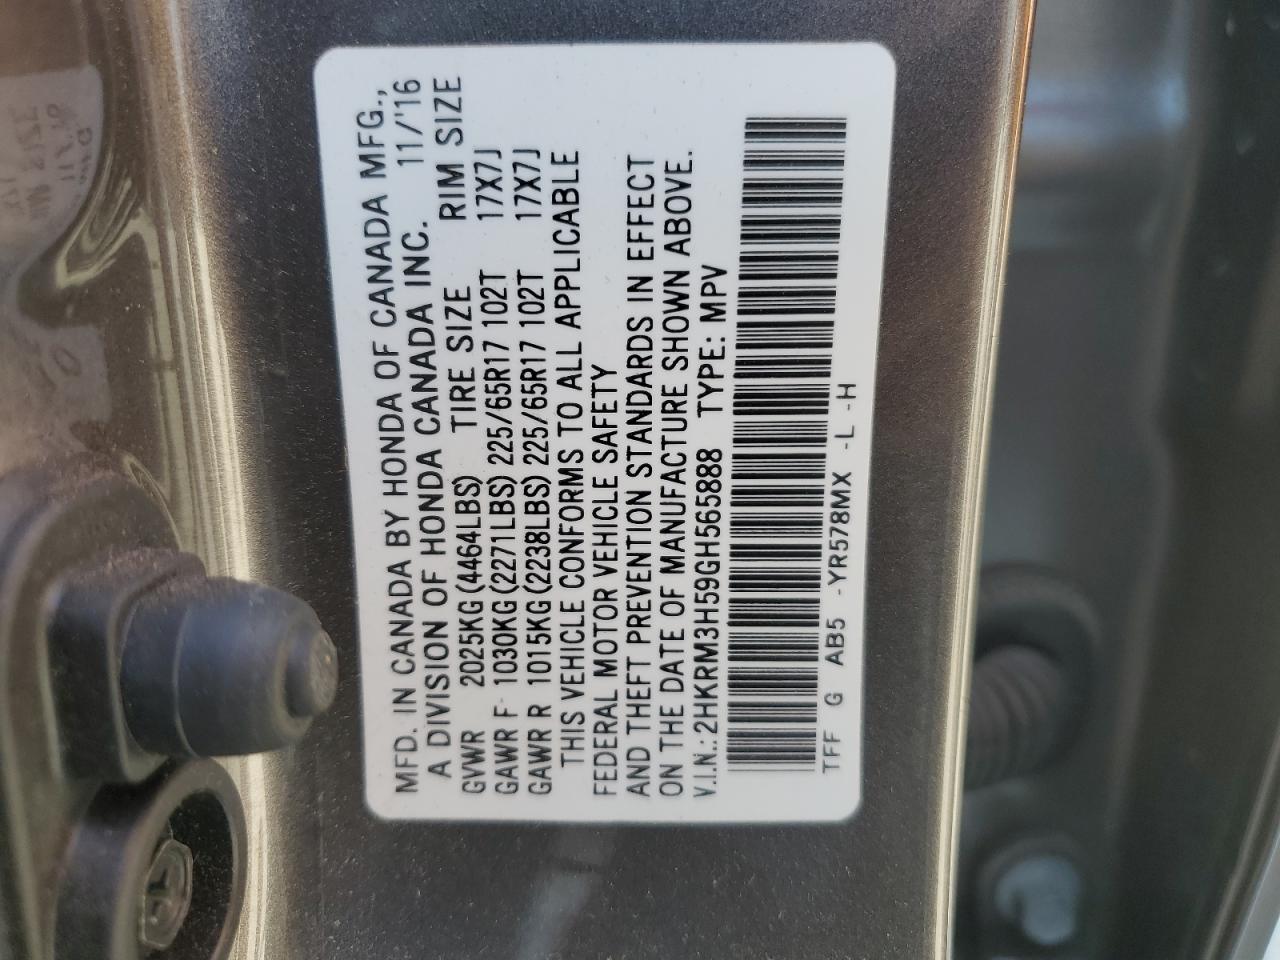 MFD. IN CANADA BY HONDA OF CANADA MFG.,
A DIVISION OF HONDA CANADA INC. 11/'16
GVWR 2025KG(4464LBS) TIRE SIZE RIM SIZE
GAWR F 1030KG(2271LBS) 225/65R17 102T 17X7J
GAWR R 1015KG(2238LBS) 225/65R17 102T 17X7J
THIS VEHICLE CONFORMS TO ALL APPLICABLE
FEDERAL MOTOR VEHICLE SAFETY
AND THEFT PREVENTION STANDARDS IN EFFECT
ON THE DATE OF MANUFACTURE SHOWN ABOVE.
V.I.N.: 2HKRM3H59GH565888 TYPE: MPV
TFF G AB5 -YR578MX -L -H